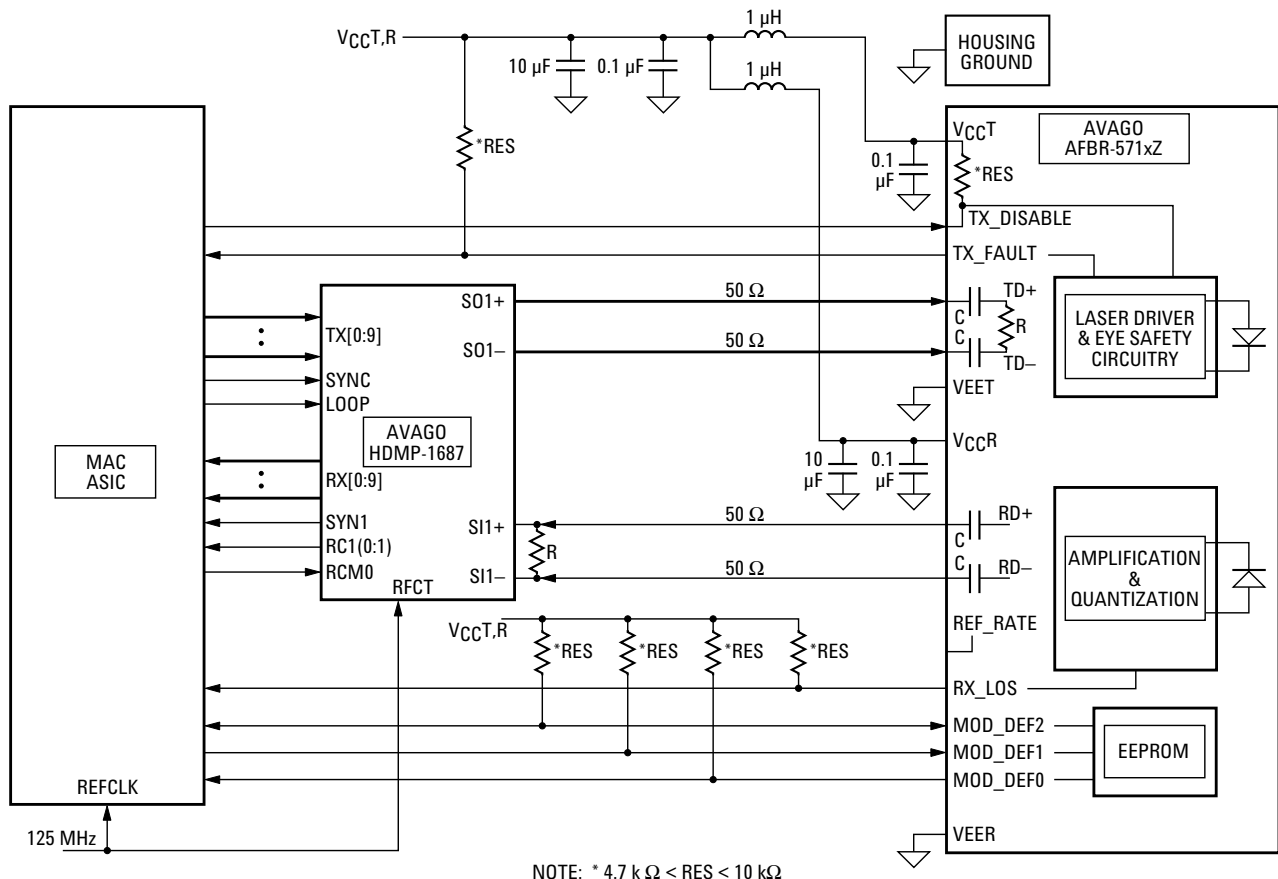 1 µH
VCCT,R
10 µF
0.1 µF
1 µH
HOUSING
GROUND
*RES
VCCT
AVAGO
AFBR-571xZ
0.1
µF
*RES
TX_DISABLE
TX_FAULT
SO1+
50 Ω
TD+
C
R
LASER DRIVER
& EYE SAFETY
CIRCUITRY
TX[0:9]
:
SO1–
50 Ω
C
TD–
SYNC
LOOP
VEET
MAC
ASIC
AVAGO
HDMP-1687
VCCR
10
µF
0.1
µF
RX[0:9]
:
SYN1
RC1(0:1)
RCM0
SI1+
50 Ω
RD+
C
R
SI1–
50 Ω
C
RD–
AMPLIFICATION
&
QUANTIZATION
RFCT
REF_RATE
VCCT,R
*RES
*RES
*RES
*RES
RX_LOS
MOD_DEF2
MOD_DEF1
MOD_DEF0
EEPROM
REFCLK
125 MHz
VEER
NOTE: * 4.7 k Ω < RES < 10 kΩ